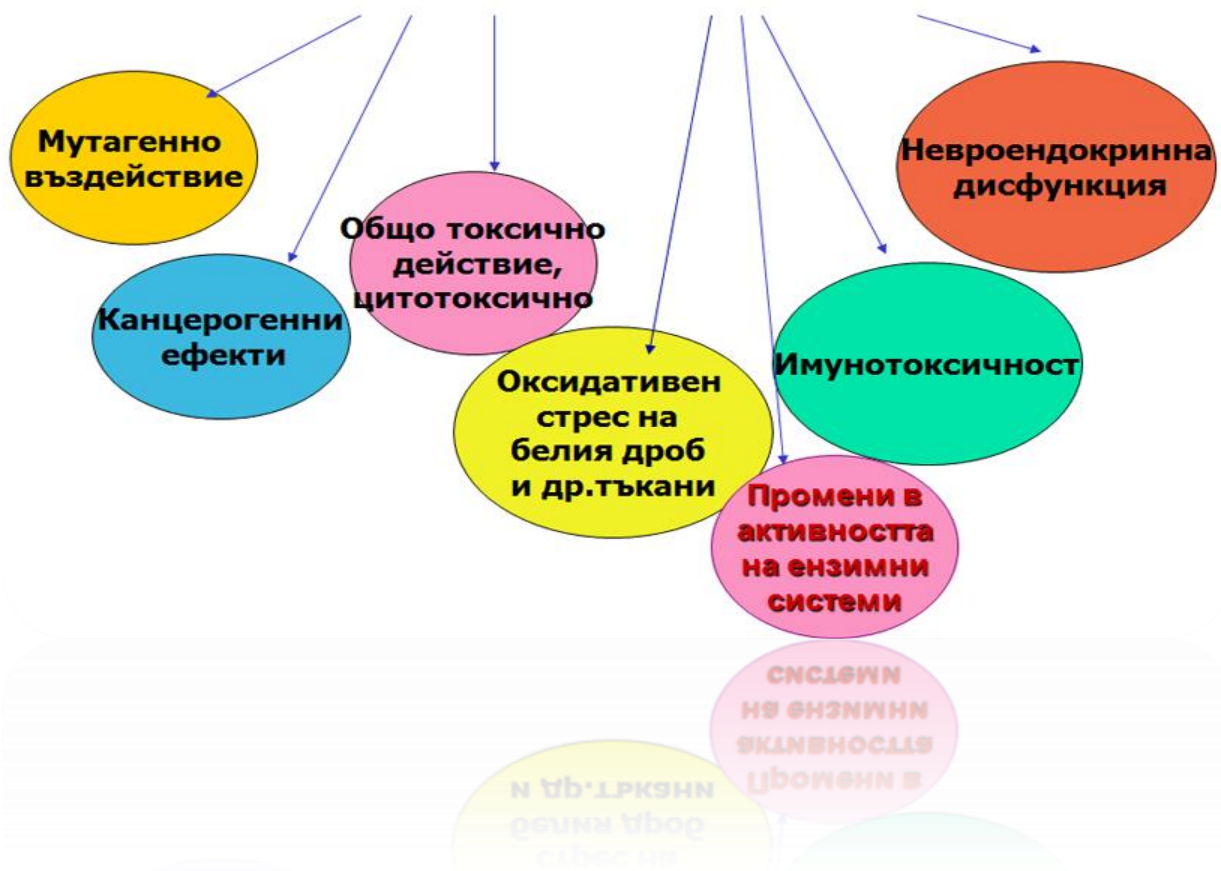 Мутагенно
въздействие
Невроендокринна
дисфункция
Общо токсично
действие,
цитотоксично
Канцерогенни
ефекти
Имунотоксичност
Оксидативен
стрес на
белия дроб
и др.тъкани
Промени в
активността
на ензимни
системи